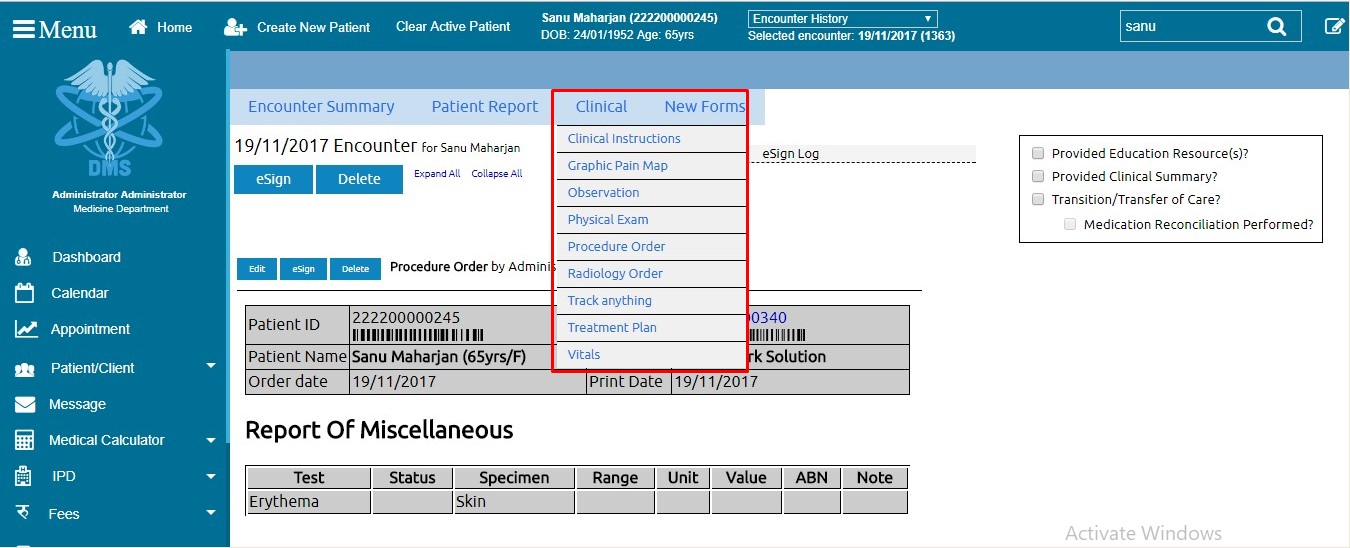 Menu
Home
Create New Patient
Clear Active Patient
Sanu Maharjan (222200000245)
DOB: 24/01/1952 Age: 65yrs
Encounter History
Selected encounter: 19/11/2017 (1363)
sanu
DMS
Administrator Administrator
Medicine Department
Dashboard
Calendar
Appointment
Patient/Client
Message
Medical Calculator
IPD
Fees
Encounter Summary Patient Report Clinical New Forms
Clinical Instructions
Graphic Pain Map
Observation
Physical Exam
Procedure Order
Radiology Order
Track anything
Treatment Plan
Vitals
19/11/2017 Encounter for Sanu Maharjan
eSign Delete Expand All Collapse All
eSign Log
Provided Education Resource(s)?
Provided Clinical Summary?
Transition/Transfer of Care?
Medication Reconciliation Performed?
Edit eSign Delete Procedure Order by Adminis
Patient ID 222200000245 00340
Patient Name Sanu Maharjan (65yrs/F) rk Solution
Order date 19/11/2017 Print Date 19/11/2017
Report Of Miscellaneous
Test Status Specimen Range Unit Value ABN Note
Erythema Skin
Activate Windows